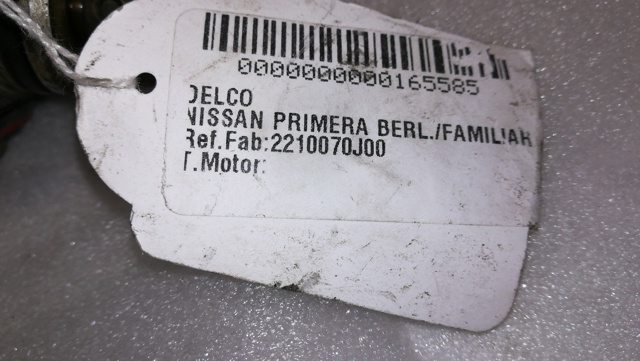 0000000000165585
DELCO
NISSAN PRIMERA BERL./FAMILIAR
Ref.Fab:2210070J00
T.Motor: